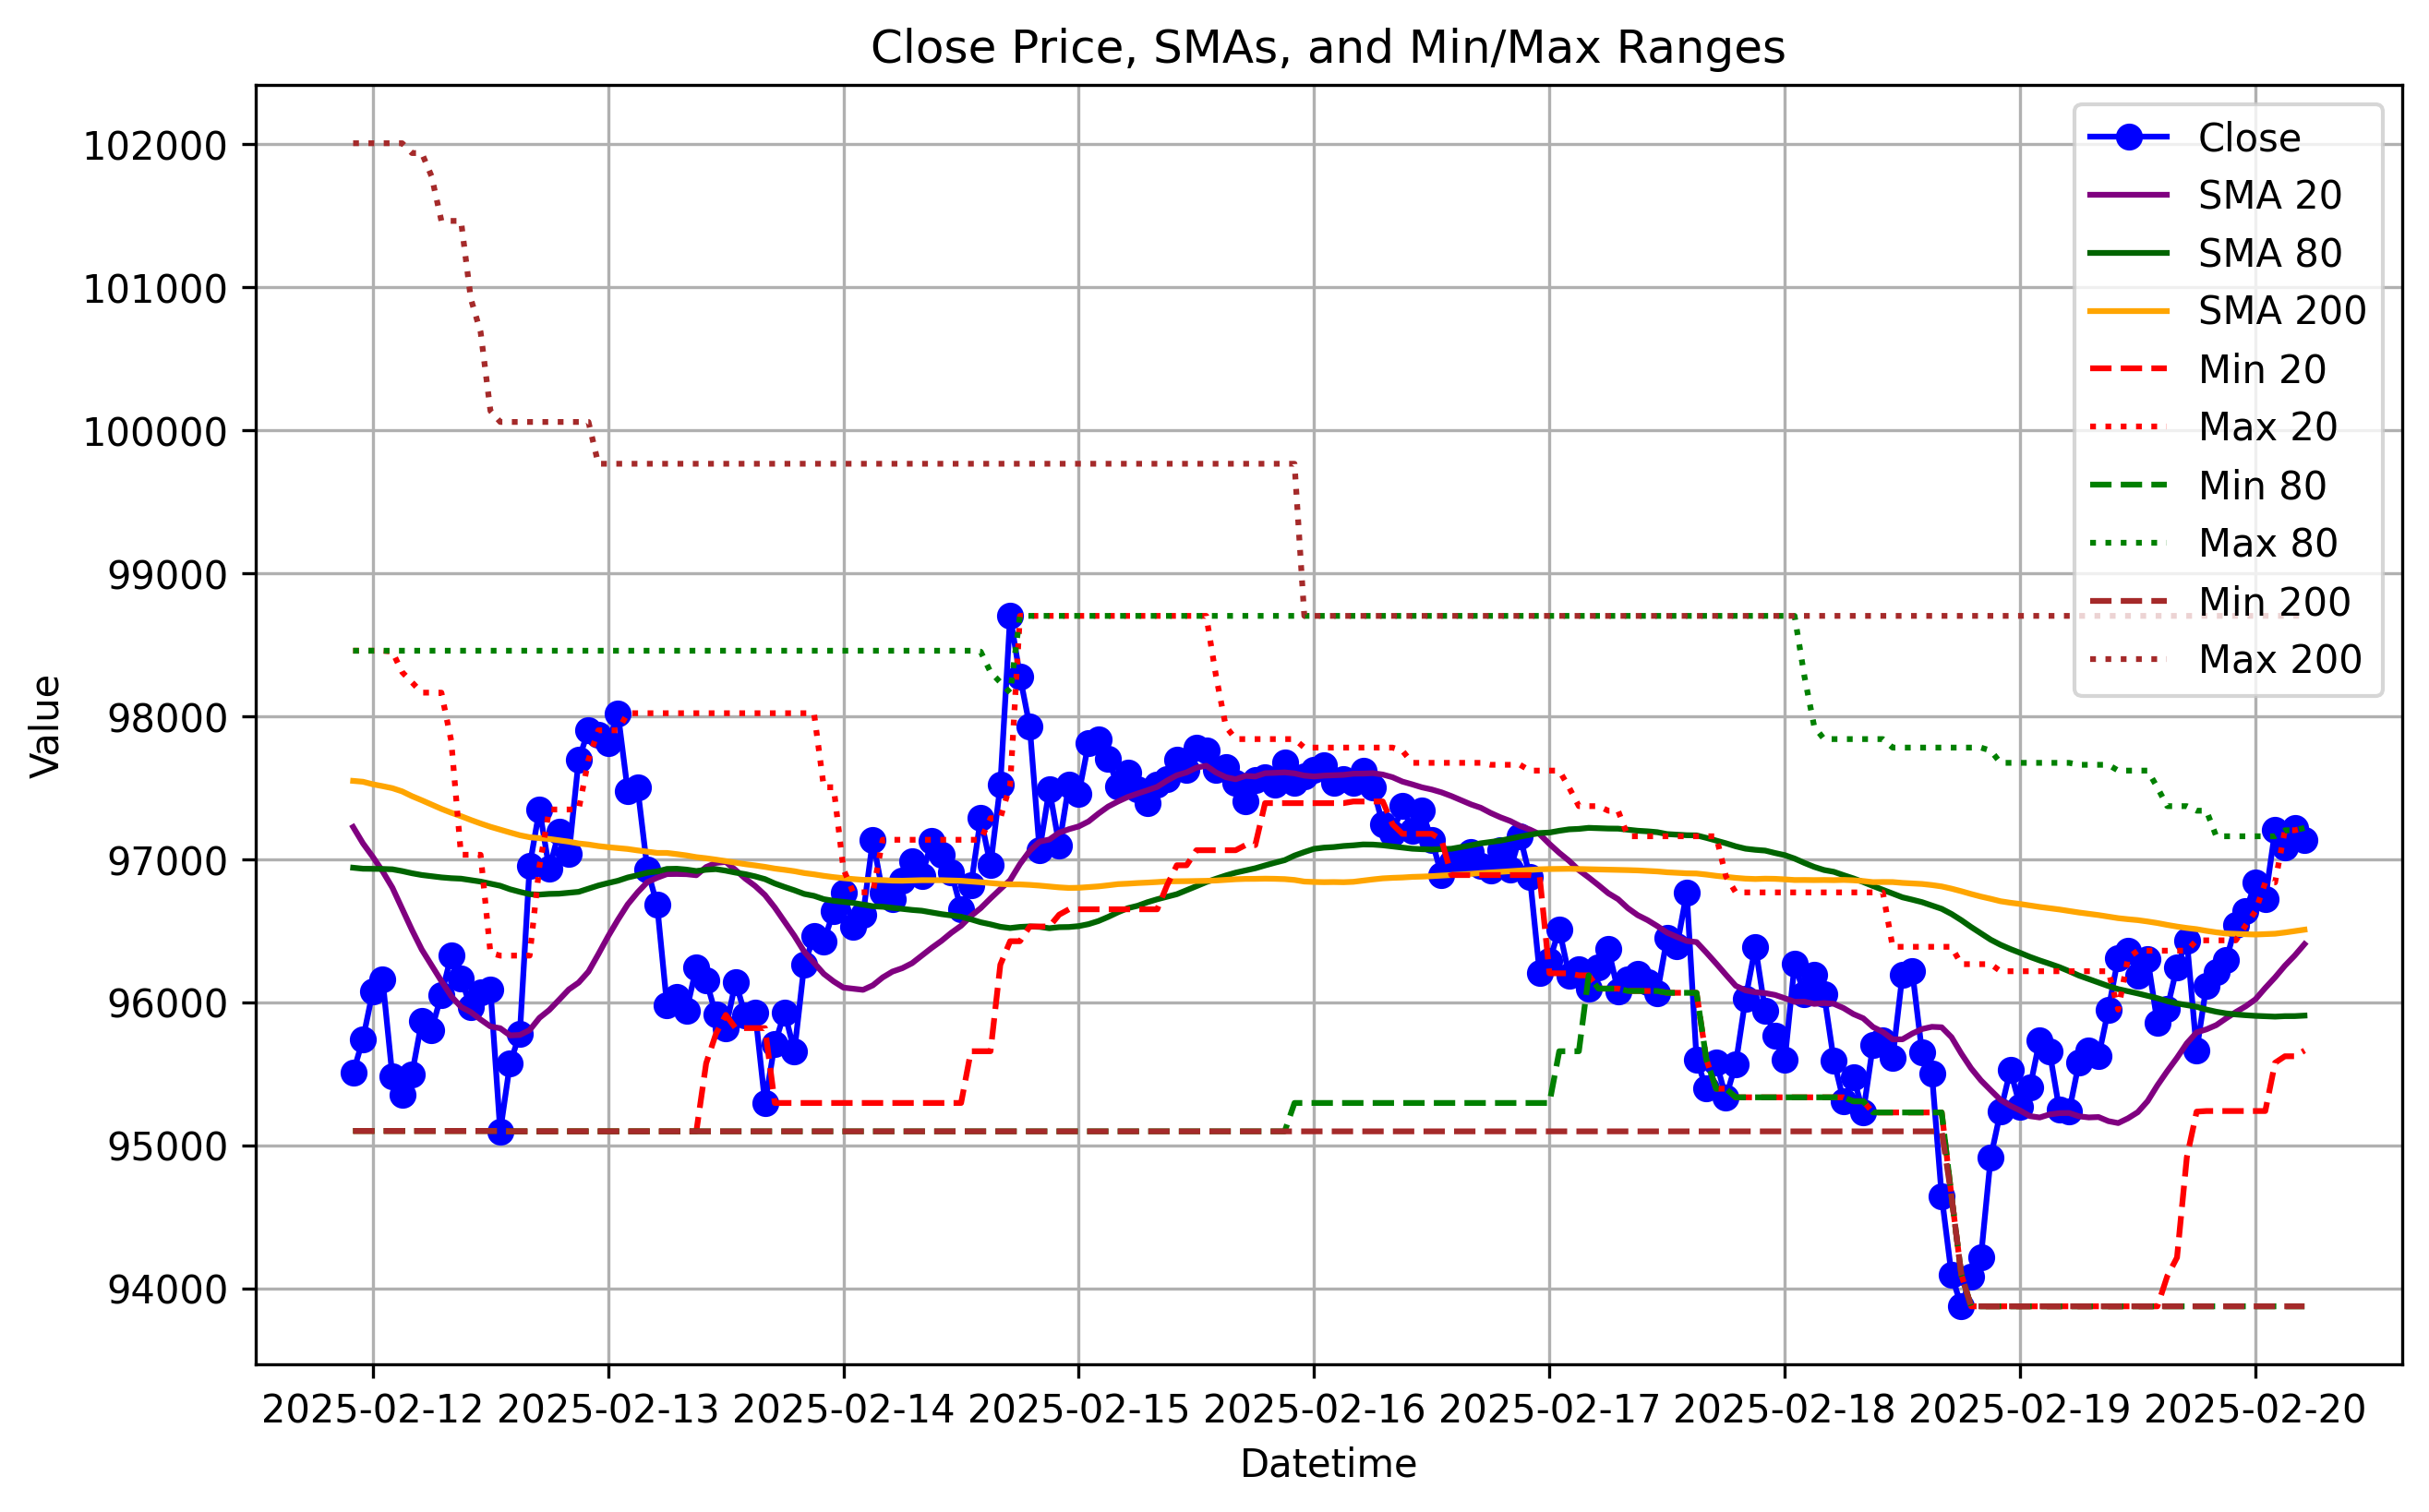 Close Price, SMAs, and Min/Max Ranges
102000
101000
100000
99000
98000
97000
96000
95000
94000
Value
Close
SMA 20
SMA 80
SMA 200
Min 20
Max 20
Min 80
Max 80
Min 200
Max 200
2025-02-12 2025-02-13 2025-02-14 2025-02-15 2025-02-16 2025-02-17 2025-02-18 2025-02-19 2025-02-20
Datetime